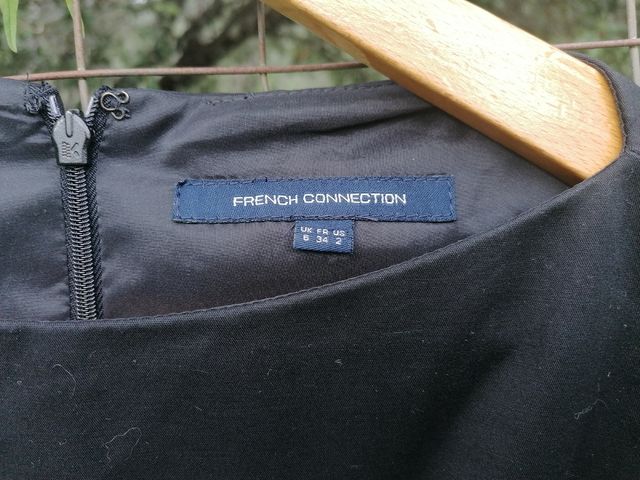 FRENCH CONNECTION
UK FR US
6 34 2